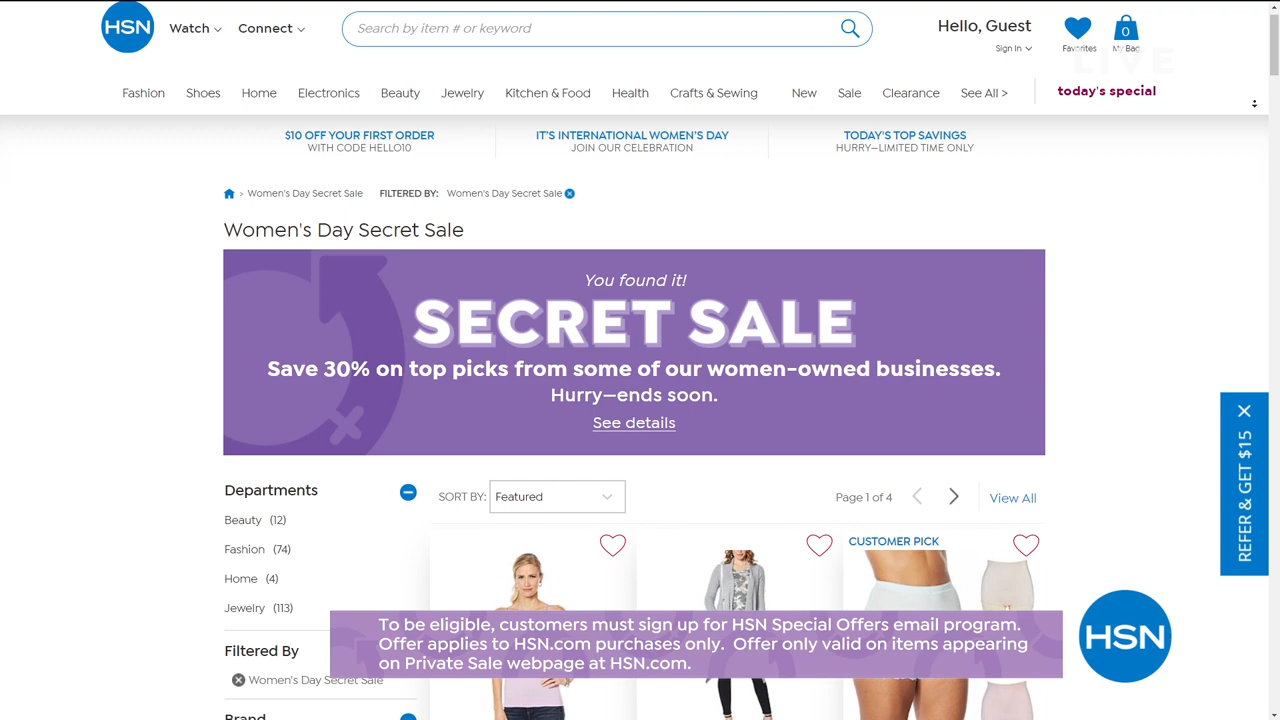 HSN
Watch
Connect
Search by item # or keyword
Hello, Guest
Sign In
Favorites
0
My Bag
LIVE
Fashion
Shoes
Home
Electronics
Beauty
Jewelry
Kitchen & Food
Health
Crafts & Sewing
New
Sale
Clearance
See All >
today's special
$10 OFF YOUR FIRST ORDER
WITH CODE HELLO10
IT'S INTERNATIONAL WOMEN'S DAY
JOIN OUR CELEBRATION
TODAY'S TOP SAVINGS
HURRY—LIMITED TIME ONLY
> Women's Day Secret Sale FILTERED BY: Women's Day Secret Sale
Women's Day Secret Sale
You found it!
SECRET SALE
Save 30% on top picks from some of our women-owned businesses.
Hurry—ends soon.
See details
Departments
Beauty (12)
Fashion (74)
Home (4)
Jewelry (113)
Filtered By
Women's Day Secret Sale
Brand
SORT BY: Featured
Page 1 of 4
View All
CUSTOMER PICK
REFER & GET $15
To be eligible, customers must sign up for HSN Special Offers email program.
Offer applies to HSN.com purchases only. Offer only valid on items appearing
on Private Sale webpage at HSN.com.
HSN